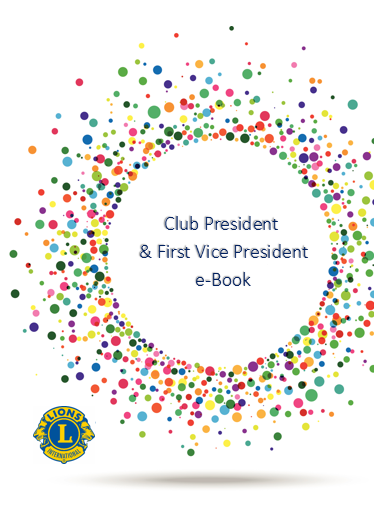 Club President
& First Vice President
e-Book
LIONS
L
INTERNATIONAL